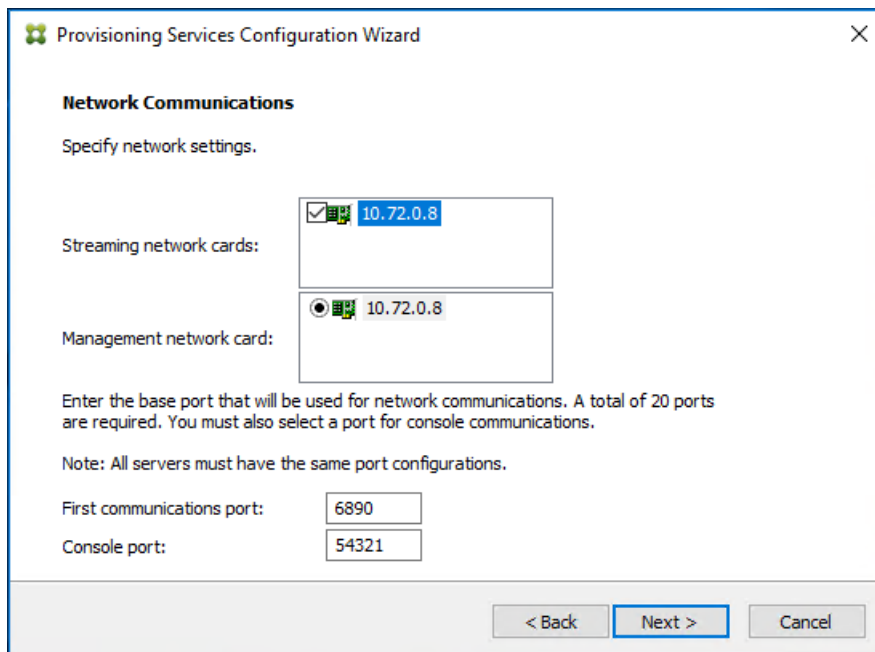 Provisioning Services Configuration Wizard
Network Communications
Specify network settings.
10.72.0.8
Streaming network cards:
10.72.0.8
Management network card:
Enter the base port that will be used for network communications. A total of 20 ports
are required. You must also select a port for console communications.
Note: All servers must have the same port configurations.
First communications port: 6890
Console port: 54321
< Back Next > Cancel